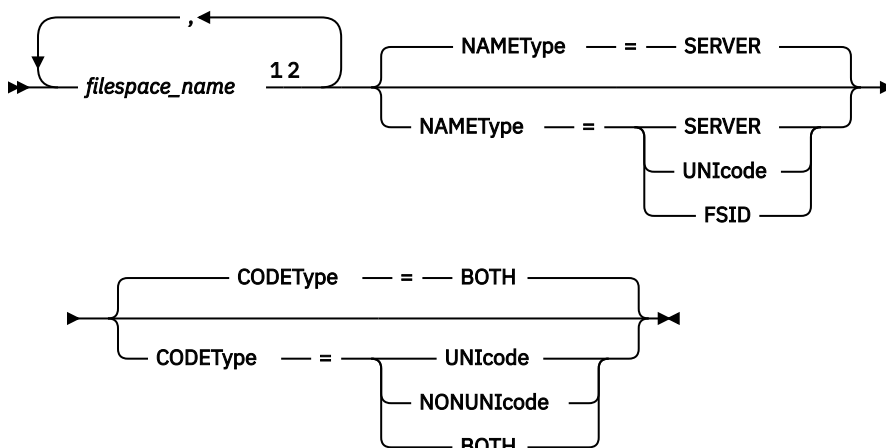 ,
filespace_name 1 2
NAMEType = SERVER
NAMEType = SERVER
UNIcode
FSID
CODEType = BOTH
CODEType = UNIcode
NONUNIcode
BOTH